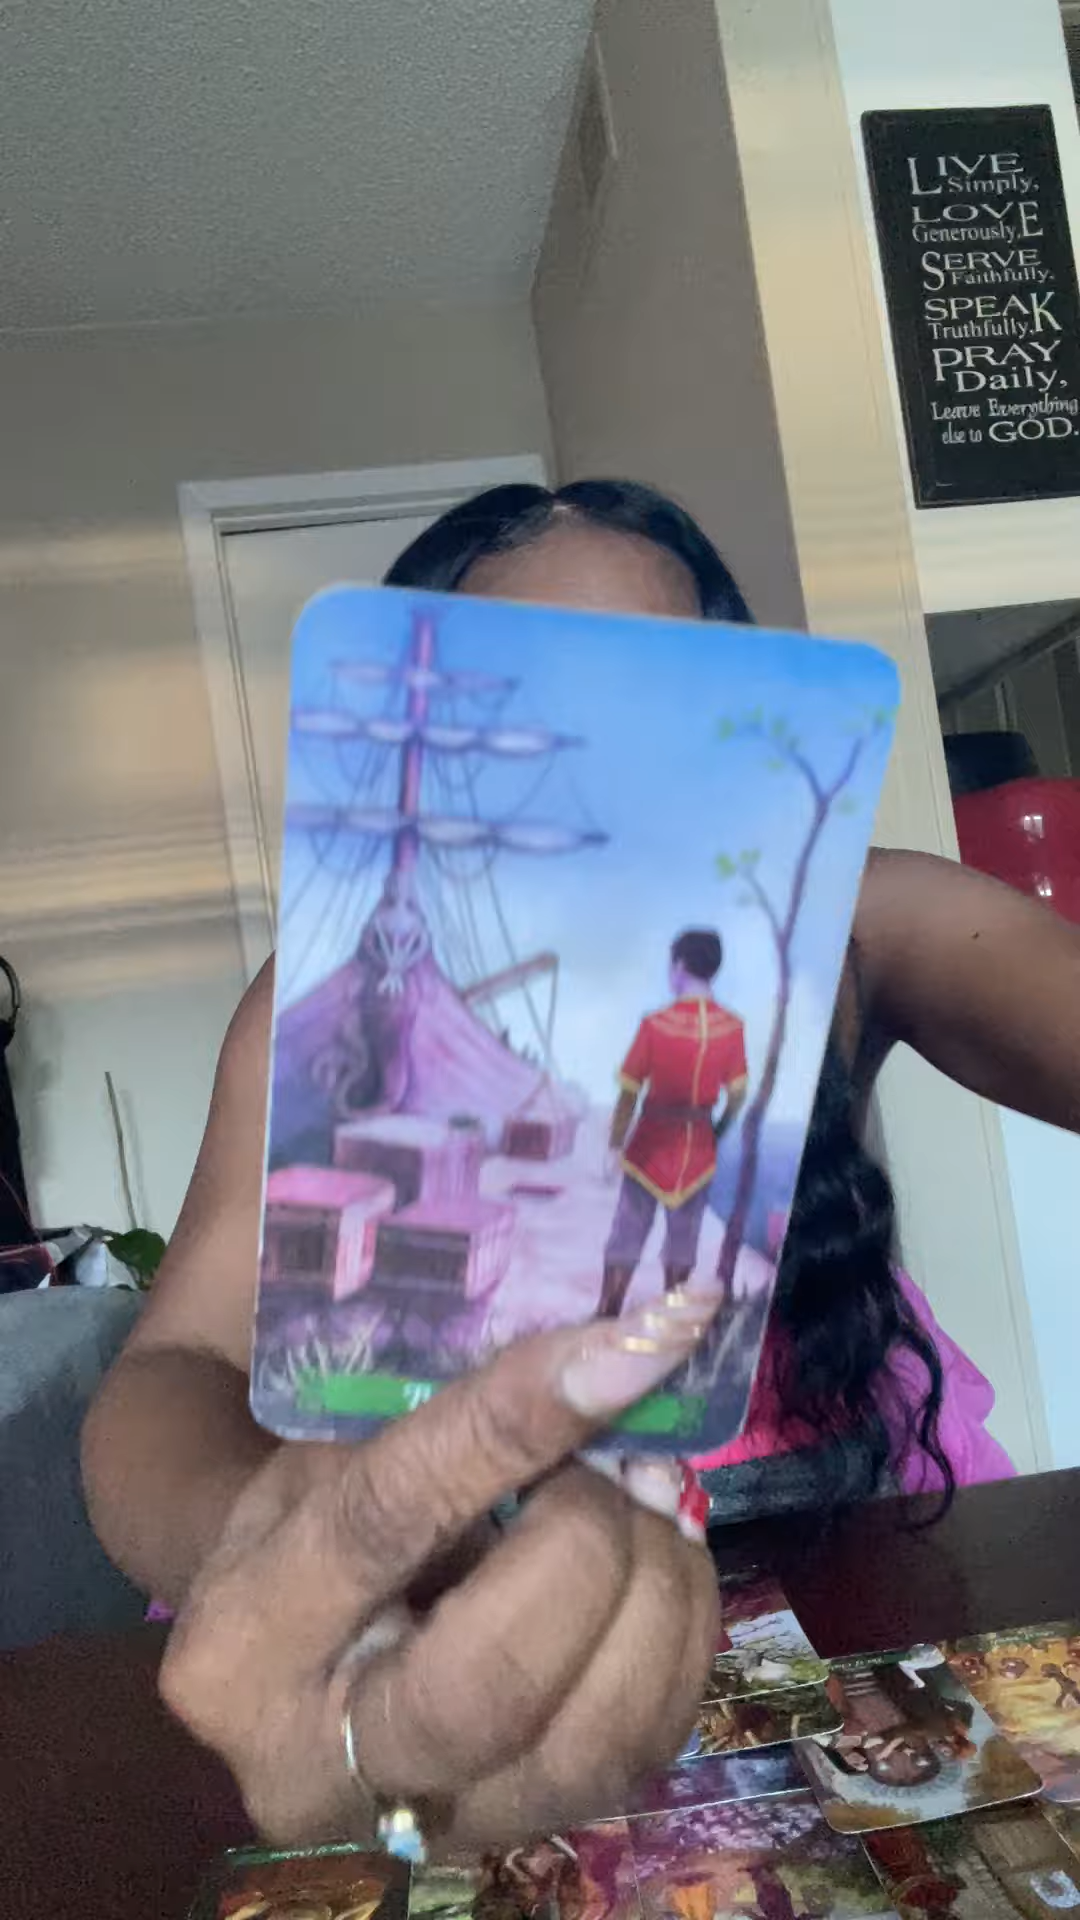 LIVE
Simply,
LOVE
Generously,
SERVE
Faithfully.
SPEAK
Truthfully,
PRAY
Daily,
Leave Everything
else to GOD.